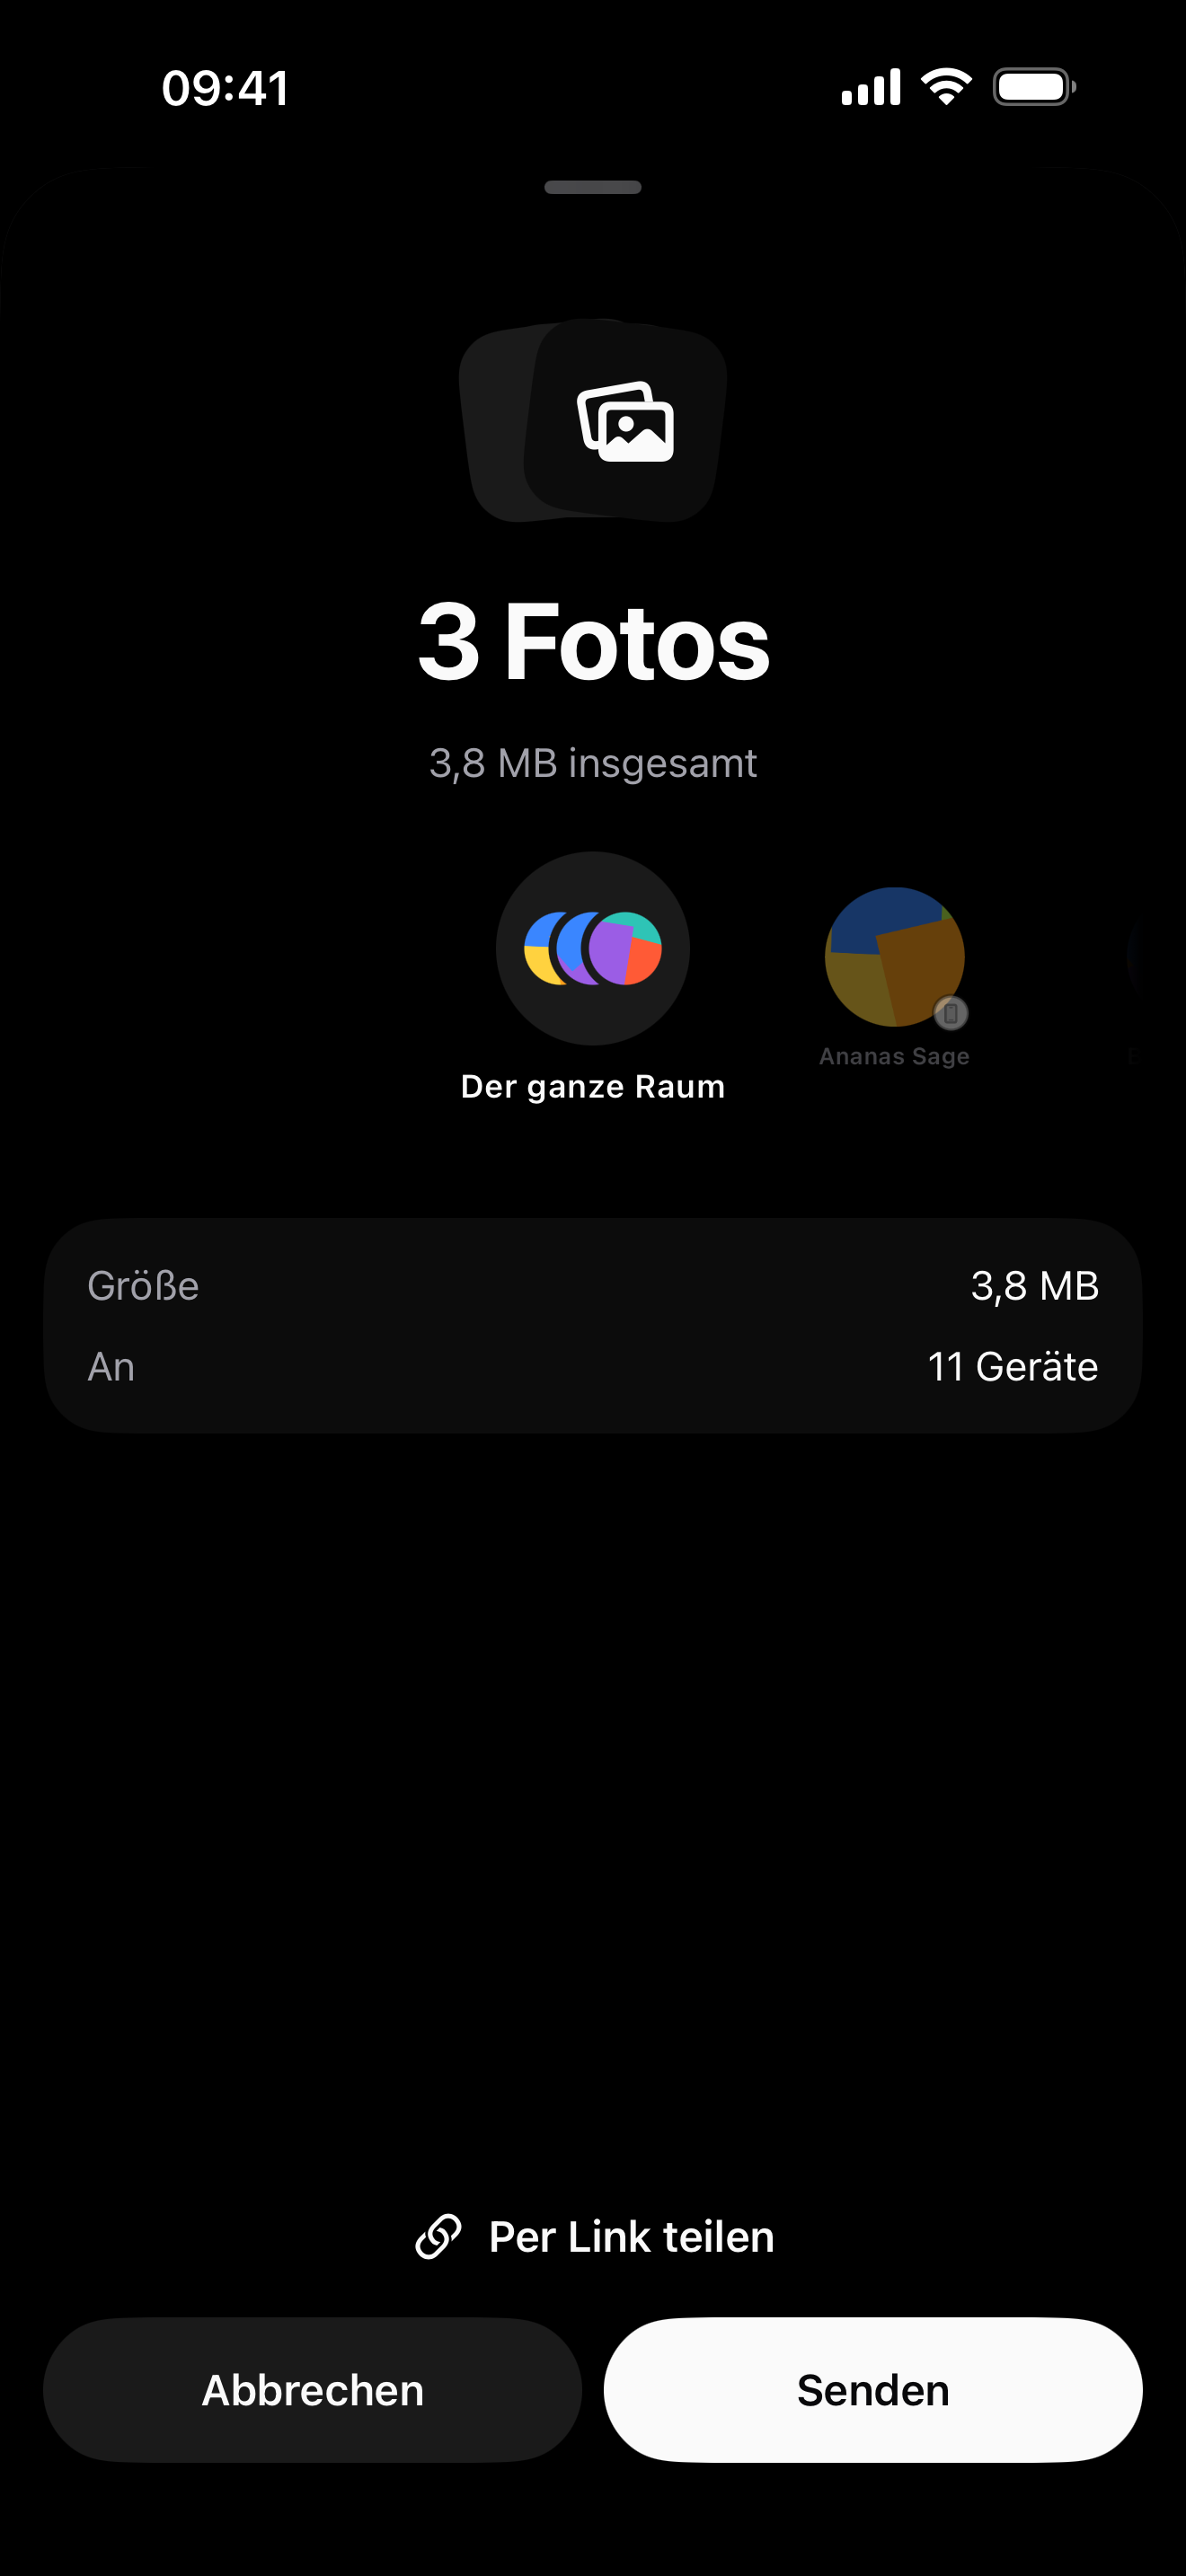 09:41
3 Fotos
3,8 MB insgesamt
Der ganze Raum
Ananas Sage
Größe
3,8 MB
An
11 Geräte
Per Link teilen
Abbrechen
Senden